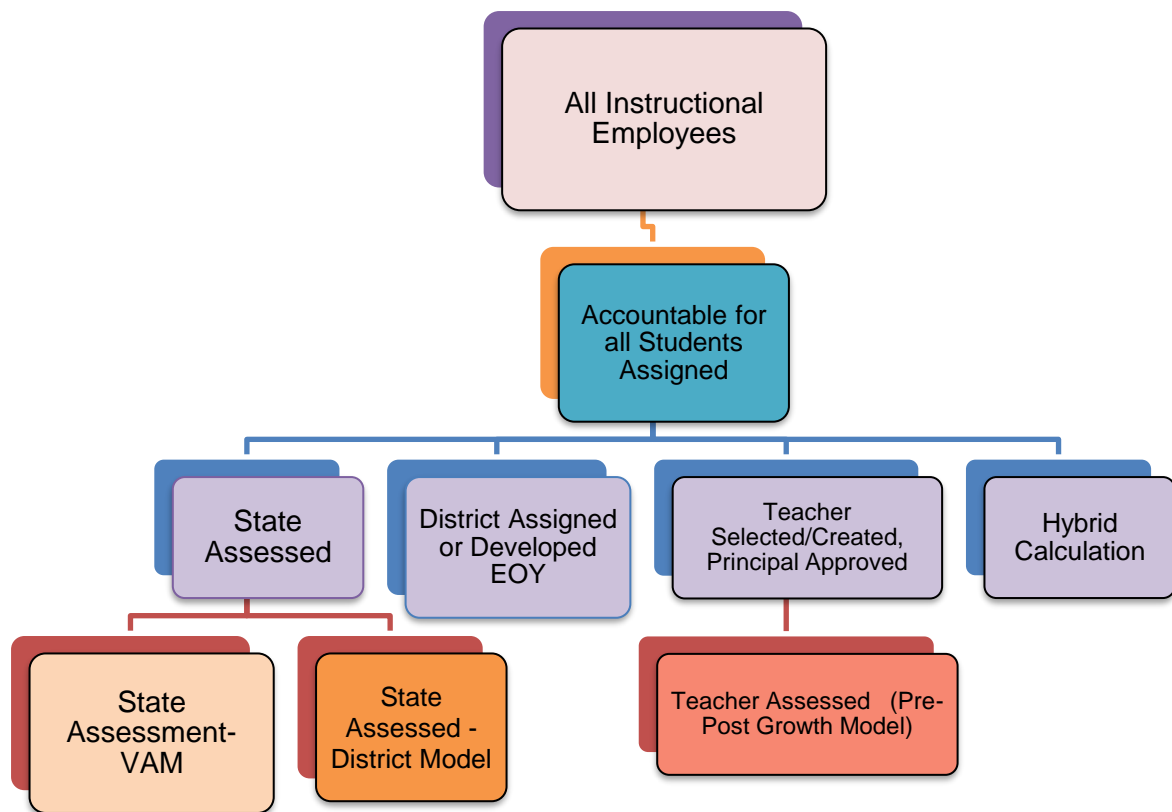 All Instructional
Employees
Accountable for
all Students
Assigned
State
Assessed
District Assigned
or Developed
EOY
Teacher
Selected/Created,
Principal Approved
Hybrid
Calculation
State
Assessment-
VAM
State
Assessed -
District Model
Teacher Assessed  (Pre-
Post Growth Model)